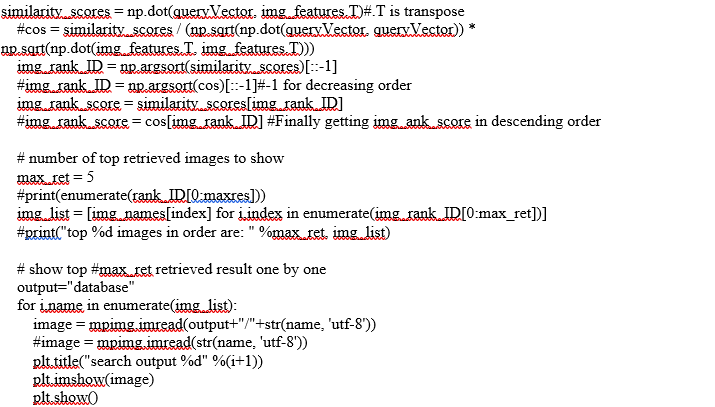 similarity_scores = np.dot(queryVector, img_features.T)#.T is transpose
#cos = similarity_scores / (np.sqrt(np.dot(queryVector, queryVector)) *
np.sqrt(np.dot(img_features.T, img_features.T)))
img_rank_ID = np.argsort(similarity_scores)[::-1]
#img_rank_ID = np.argsort(cos)[::-1]#-1 for decreasing order
img_rank_score = similarity_scores[img_rank_ID]
#img_rank_score = cos[img_rank_ID] #Finally getting img_ank_score in descending order
# number of top retrieved images to show
max_ret = 5
#print(enumerate(rank_ID[0:maxres]))
img_list = [img_names[index] for i,index in enumerate(img_rank_ID[0:max_ret])]
#print("top %d images in order are: " %max_ret, img_list)
# show top #max_ret retrieved result one by one
output="database"
for i,name in enumerate(img_list):
image = mpimg.imread(output+"/"+str(name, 'utf-8'))
#image = mpimg.imread(str(name, 'utf-8'))
plt.title("search output %d" %(i+1))
plt.imshow(image)
plt.show()